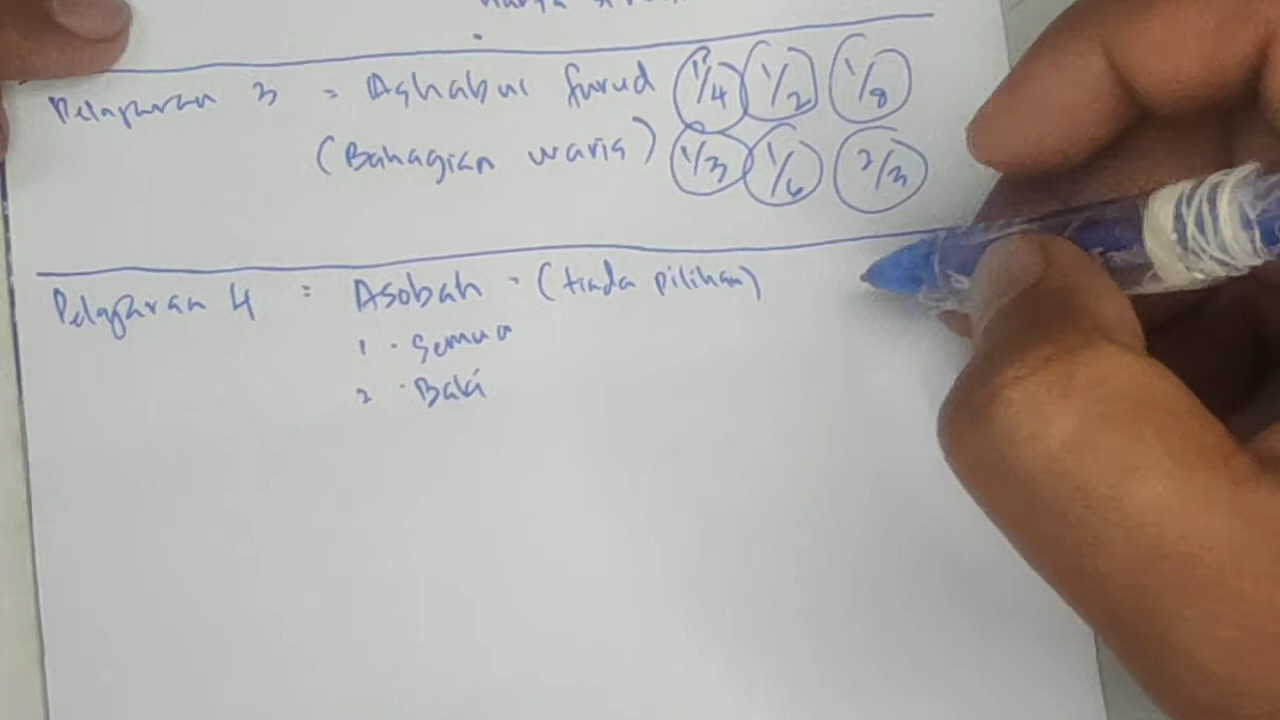 Pelajaran 3 = Ashabul furud 1/4 1/2 1/8
(Bahagian waris) 1/3 1/6 2/3
Pelajaran 4 = Asobah - (tiada pilihan)
1 - semua
2 - Baki